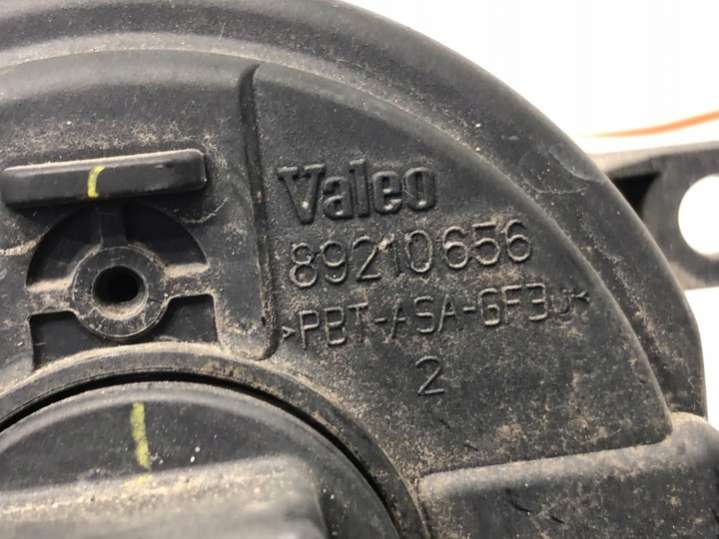 Valeo
89210656
>PBT-ASA-GF30<
2